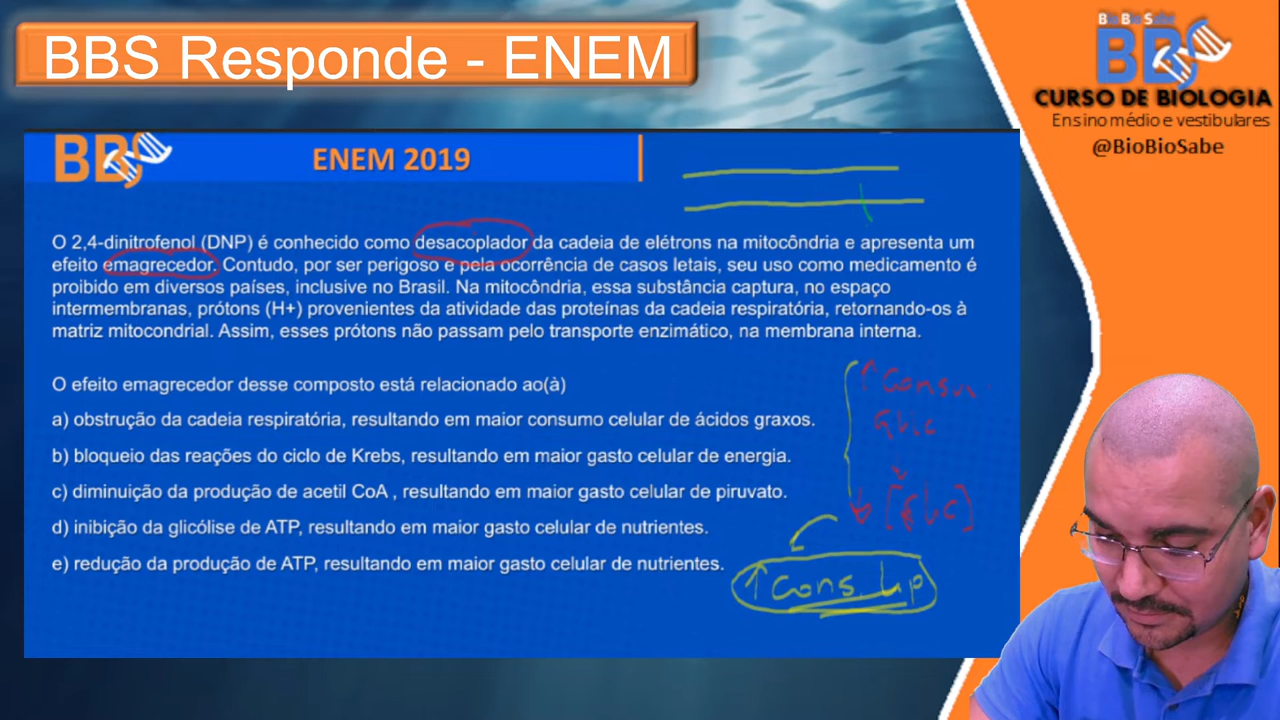 BBS Responde - ENEM
Bio Bio Sabe
BBS
CURSO DE BIOLOGIA
Ensino médio e vestibulares
@BioBioSabe
BBS
ENEM 2019
O 2,4-dinitrofenol (DNP) é conhecido como desacoplador da cadeia de elétrons na mitocôndria e apresenta um
efeito emagrecedor. Contudo, por ser perigoso e pela ocorrência de casos letais, seu uso como medicamento é
proibido em diversos países, inclusive no Brasil. Na mitocôndria, essa substância captura, no espaço
intermembranas, prótons (H+) provenientes da atividade das proteínas da cadeia respiratória, retornando-os à
matriz mitocondrial. Assim, esses prótons não passam pelo transporte enzimático, na membrana interna.
O efeito emagrecedor desse composto está relacionado ao(à)
a) obstrução da cadeia respiratória, resultando em maior consumo celular de ácidos graxos.
b) bloqueio das reações do ciclo de Krebs, resultando em maior gasto celular de energia.
c) diminuição da produção de acetil CoA , resultando em maior gasto celular de piruvato.
d) inibição da glicólise de ATP, resultando em maior gasto celular de nutrientes.
e) redução da produção de ATP, resultando em maior gasto celular de nutrientes.
↑ Consu
glic
↓ [glic]
↑ Cons. Lip